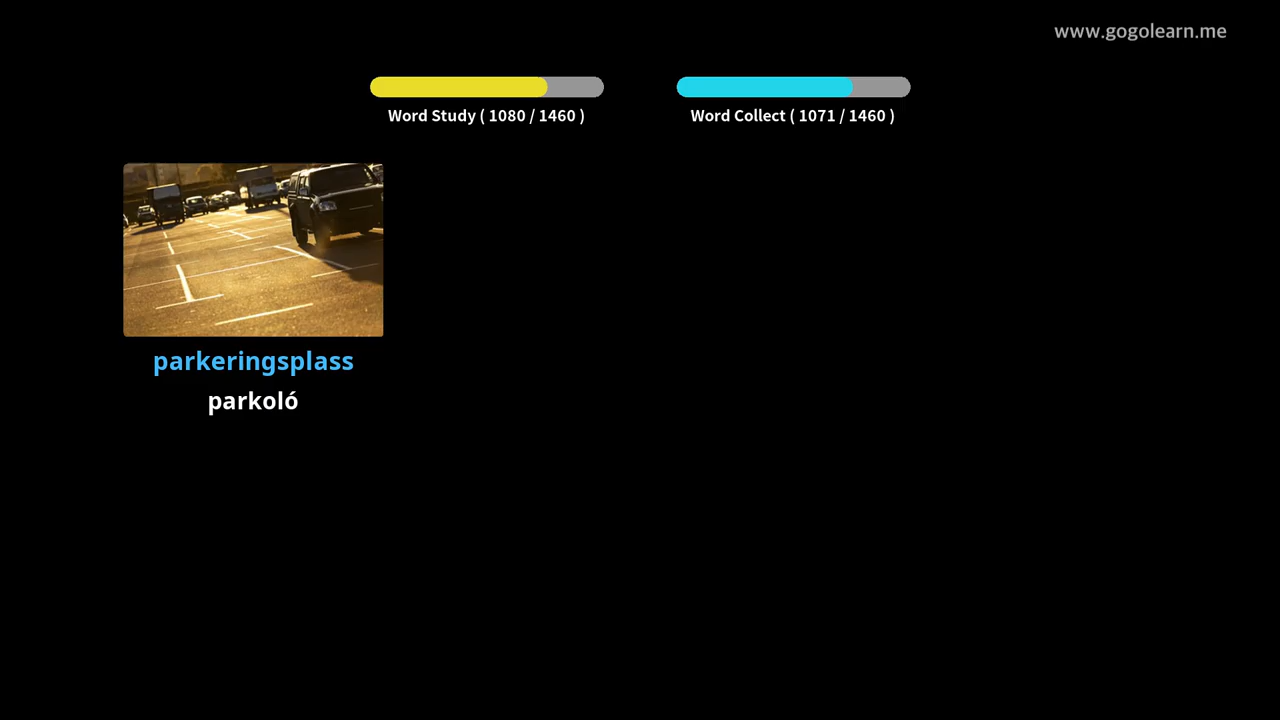 www.gogolearn.me
Word Study ( 1080 / 1460 )
Word Collect ( 1071 / 1460 )
parkeringsplass
parkoló